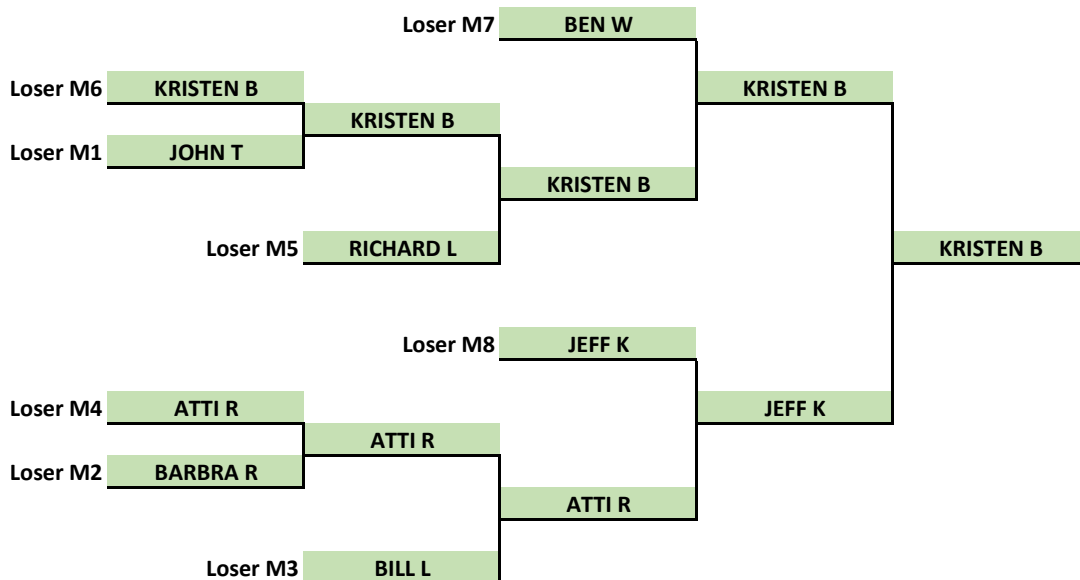 Loser M7 BEN W
Loser M6 KRISTEN B KRISTEN B
KRISTEN B
Loser M1 JOHN T
KRISTEN B
Loser M5 RICHARD L KRISTEN B
Loser M8 JEFF K
Loser M4 ATTI R JEFF K
ATTI R
Loser M2 BARBRA R
ATTI R
Loser M3 BILL L